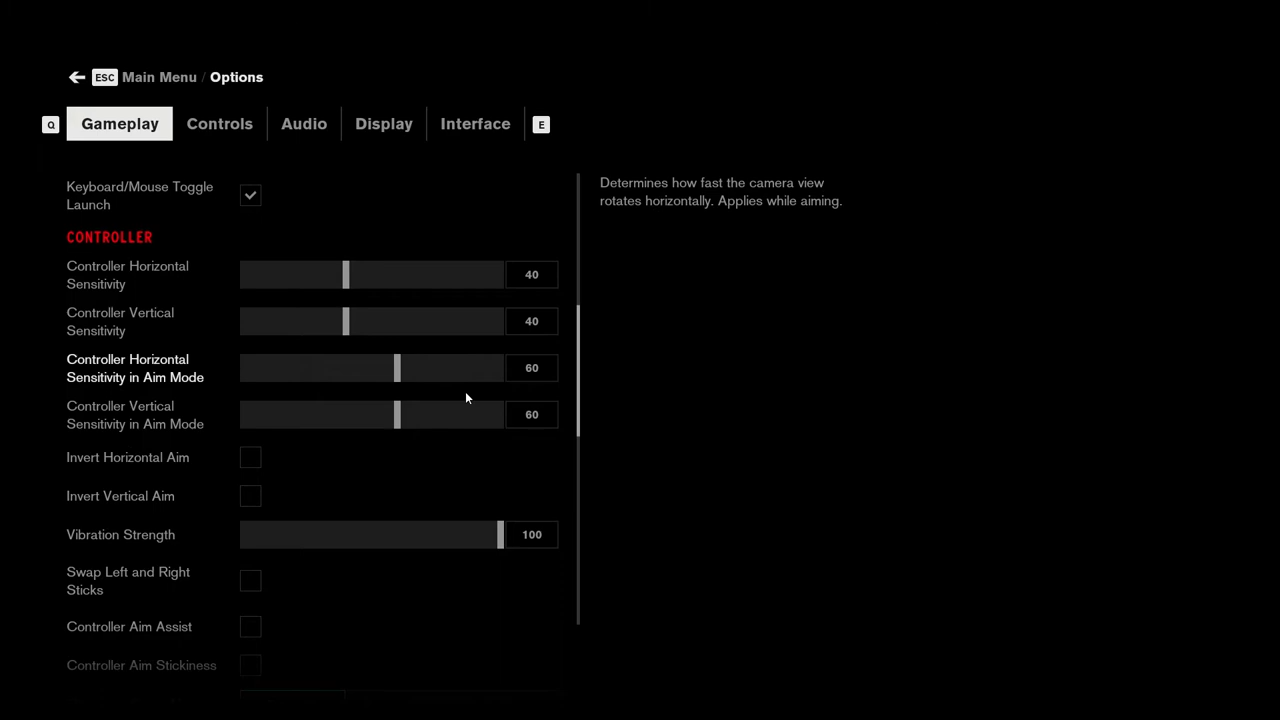 ESC Main Menu / Options
Q Gameplay Controls Audio Display Interface E
Keyboard/Mouse Toggle
Launch
Determines how fast the camera view
rotates horizontally. Applies while aiming.
CONTROLLER
Controller Horizontal
Sensitivity
40
Controller Vertical
Sensitivity
40
Controller Horizontal
Sensitivity in Aim Mode
60
Controller Vertical
Sensitivity in Aim Mode
60
Invert Horizontal Aim
Invert Vertical Aim
Vibration Strength
100
Swap Left and Right
Sticks
Controller Aim Assist
Controller Aim Stickiness